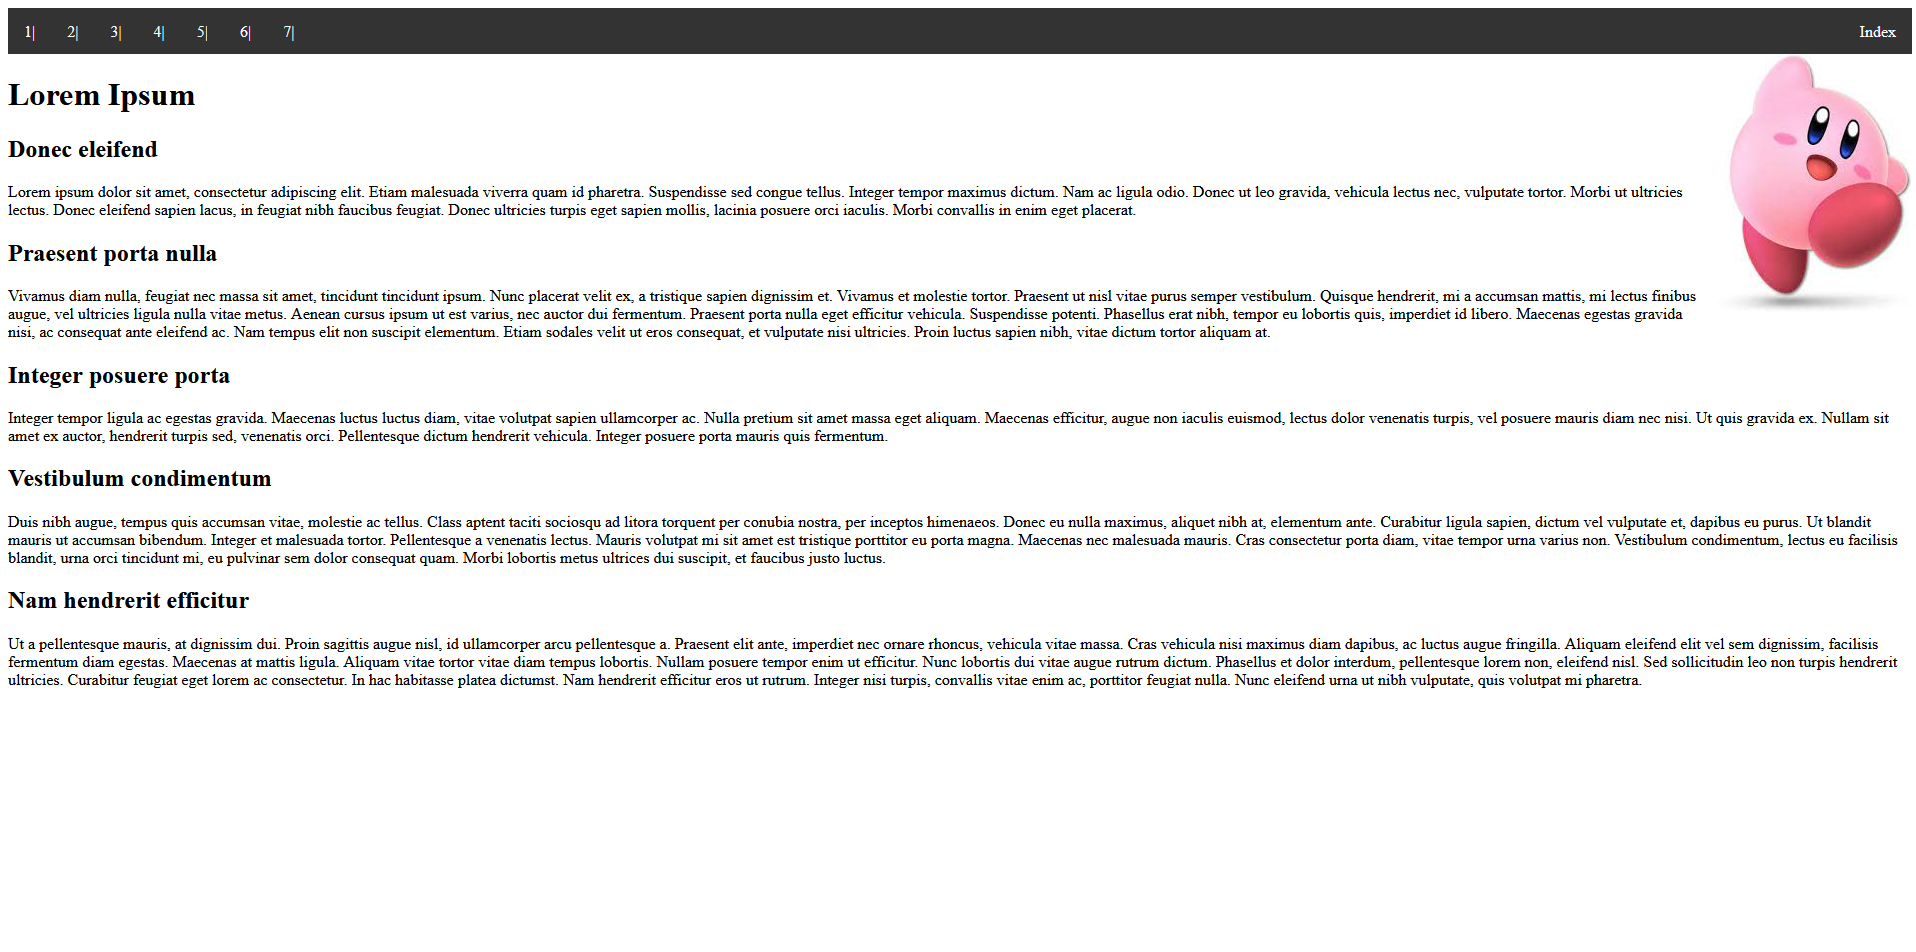 1| 2| 3| 4| 5| 6| 7| Index
Lorem Ipsum
Donec eleifend
Lorem ipsum dolor sit amet, consectetur adipiscing elit. Etiam malesuada viverra quam id pharetra. Suspendisse sed congue tellus. Integer tempor maximus dictum. Nam ac ligula odio. Donec ut leo gravida, vehicula lectus nec, vulputate tortor. Morbi ut ultricies
lectus. Donec eleifend sapien lacus, in feugiat nibh faucibus feugiat. Donec ultricies turpis eget sapien mollis, lacinia posuere orci iaculis. Morbi convallis in enim eget placerat.
Praesent porta nulla
Vivamus diam nulla, feugiat nec massa sit amet, tincidunt tincidunt ipsum. Nunc placerat velit ex, a tristique sapien dignissim et. Vivamus et molestie tortor. Praesent ut nisl vitae purus semper vestibulum. Quisque hendrerit, mi a accumsan mattis, mi lectus finibus
augue, vel ultricies ligula nulla vitae metus. Aenean cursus ipsum ut est varius, nec auctor dui fermentum. Praesent porta nulla eget efficitur vehicula. Suspendisse potenti. Phasellus erat nibh, tempor eu lobortis quis, imperdiet id libero. Maecenas egestas gravida
nisi, ac consequat ante eleifend ac. Nam tempus elit non suscipit elementum. Etiam sodales velit ut eros consequat, et vulputate nisi ultricies. Proin luctus sapien nibh, vitae dictum tortor aliquam at.
Integer posuere porta
Integer tempor ligula ac egestas gravida. Maecenas luctus luctus diam, vitae volutpat sapien ullamcorper ac. Nulla pretium sit amet massa eget aliquam. Maecenas efficitur, augue non iaculis euismod, lectus dolor venenatis turpis, vel posuere mauris diam nec nisi. Ut quis gravida ex. Nullam sit
amet ex auctor, hendrerit turpis sed, venenatis orci. Pellentesque dictum hendrerit vehicula. Integer posuere porta mauris quis fermentum.
Vestibulum condimentum
Duis nibh augue, tempus quis accumsan vitae, molestie ac tellus. Class aptent taciti sociosqu ad litora torquent per conubia nostra, per inceptos himenaeos. Donec eu nulla maximus, aliquet nibh at, elementum ante. Curabitur ligula sapien, dictum vel vulputate et, dapibus eu purus. Ut blandit
mauris ut accumsan bibendum. Integer et malesuada tortor. Pellentesque a venenatis lectus. Mauris volutpat mi sit amet est tristique porttitor eu porta magna. Maecenas nec malesuada mauris. Cras consectetur porta diam, vitae tempor urna varius non. Vestibulum condimentum, lectus eu facilisis
blandit, urna orci tincidunt mi, eu pulvinar sem dolor consequat quam. Morbi lobortis metus ultrices dui suscipit, et faucibus justo luctus.
Nam hendrerit efficitur
Ut a pellentesque mauris, at dignissim dui. Proin sagittis augue nisl, id ullamcorper arcu pellentesque a. Praesent elit ante, imperdiet nec ornare rhoncus, vehicula vitae massa. Cras vehicula nisi maximus diam dapibus, ac luctus augue fringilla. Aliquam eleifend elit vel sem dignissim, facilisis
fermentum diam egestas. Maecenas at mattis ligula. Aliquam vitae tortor vitae diam tempus lobortis. Nullam posuere tempor enim ut efficitur. Nunc lobortis dui vitae augue rutrum dictum. Phasellus et dolor interdum, pellentesque lorem non, eleifend nisl. Sed sollicitudin leo non turpis hendrerit
ultricies. Curabitur feugiat eget lorem ac consectetur. In hac habitasse platea dictumst. Nam hendrerit efficitur eros ut rutrum. Integer nisi turpis, convallis vitae enim ac, porttitor feugiat nulla. Nunc eleifend urna ut nibh vulputate, quis volutpat mi pharetra.